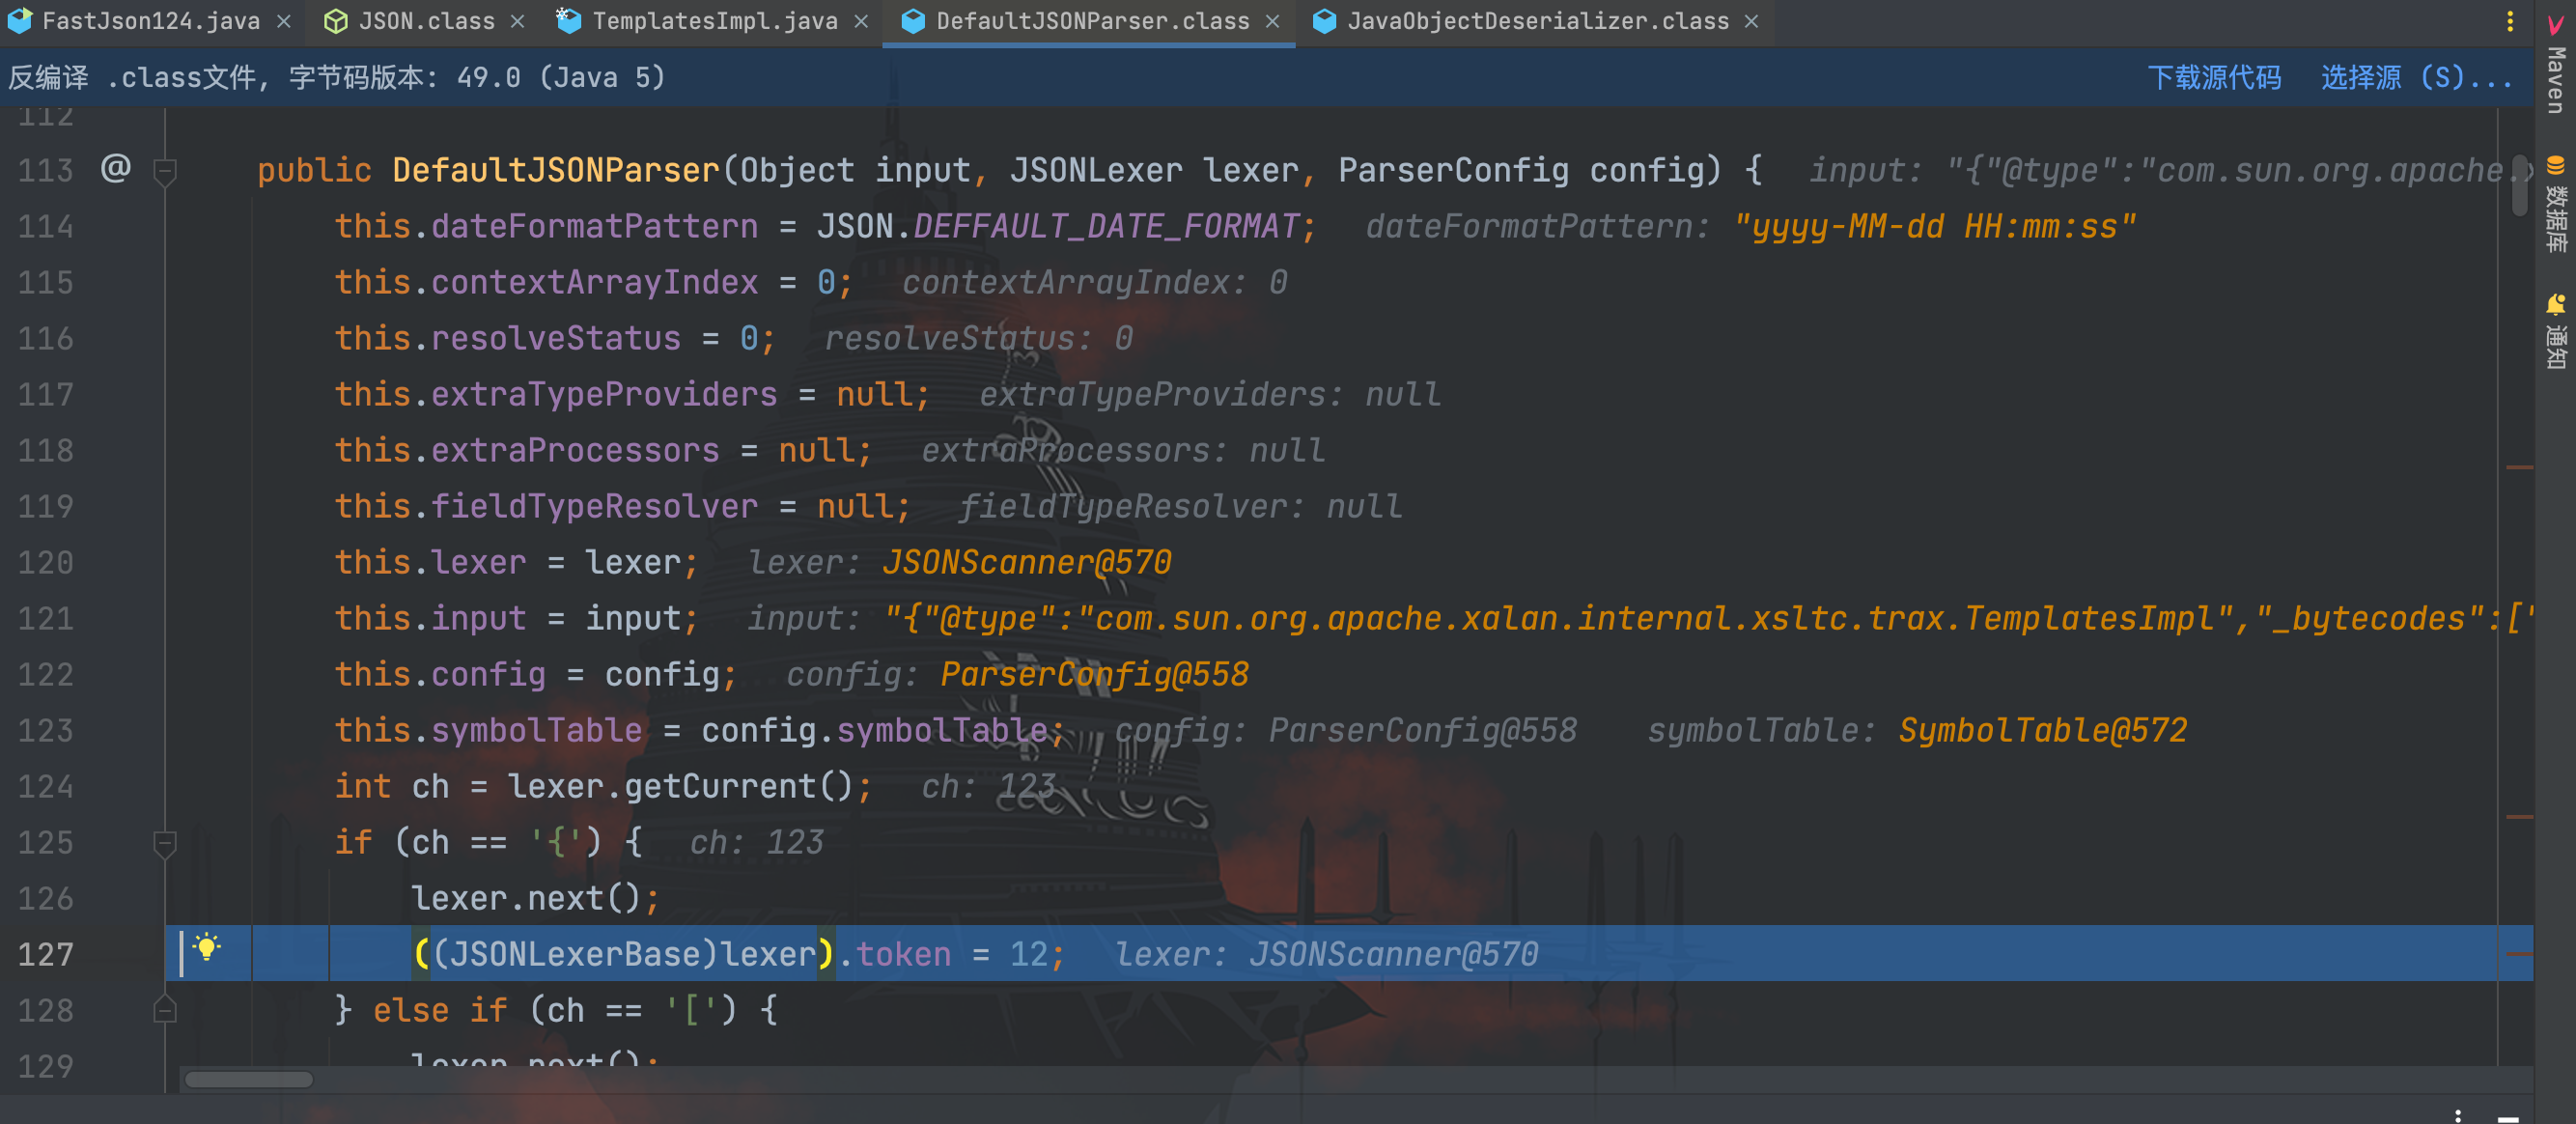 FastJson124.java JSON.class TemplatesImpl.java DefaultJSONParser.class JavaObjectDeserializer.class
反编译 .class文件, 字节码版本: 49.0 (Java 5) 下载源代码 选择源 (S)...
112
113 @ public DefaultJSONParser(Object input, JSONLexer lexer, ParserConfig config) { input: "{"@type":"com.sun.org.apache.x
114 this.dateFormatPattern = JSON.DEFFAULT_DATE_FORMAT; dateFormatPattern: "yyyy-MM-dd HH:mm:ss"
115 this.contextArrayIndex = 0; contextArrayIndex: 0
116 this.resolveStatus = 0; resolveStatus: 0
117 this.extraTypeProviders = null; extraTypeProviders: null
118 this.extraProcessors = null; extraProcessors: null
119 this.fieldTypeResolver = null; fieldTypeResolver: null
120 this.lexer = lexer; lexer: JSONScanner@570
121 this.input = input; input: "{"@type":"com.sun.org.apache.xalan.internal.xsltc.trax.TemplatesImpl","_bytecodes":["
122 this.config = config; config: ParserConfig@558
123 this.symbolTable = config.symbolTable; config: ParserConfig@558 symbolTable: SymbolTable@572
124 int ch = lexer.getCurrent(); ch: 123
125 if (ch == '{') { ch: 123
126 lexer.next();
127 ((JSONLexerBase)lexer).token = 12; lexer: JSONScanner@570
128 } else if (ch == '[') {
129 lexer.next();
Maven
数据库
通知